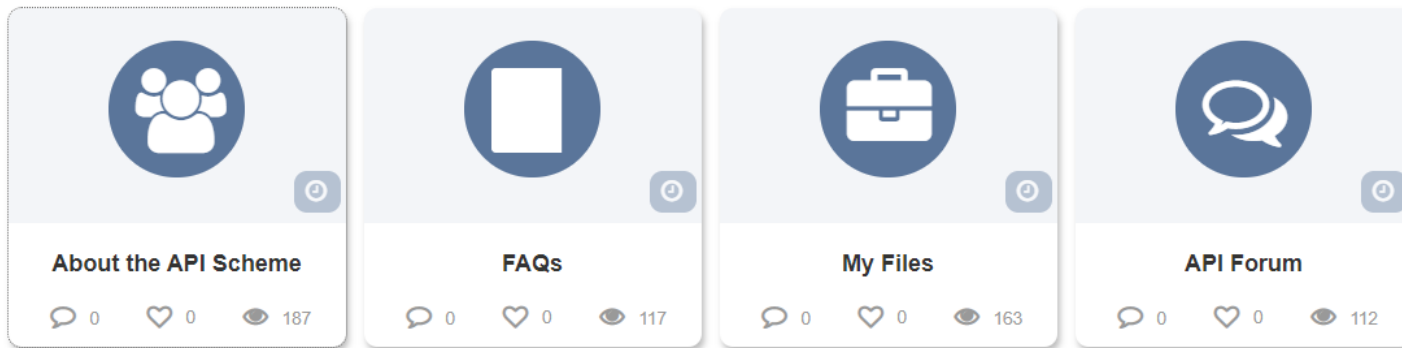 About the API Scheme
0 0 187
FAQs
0 0 117
My Files
0 0 163
API Forum
0 0 112